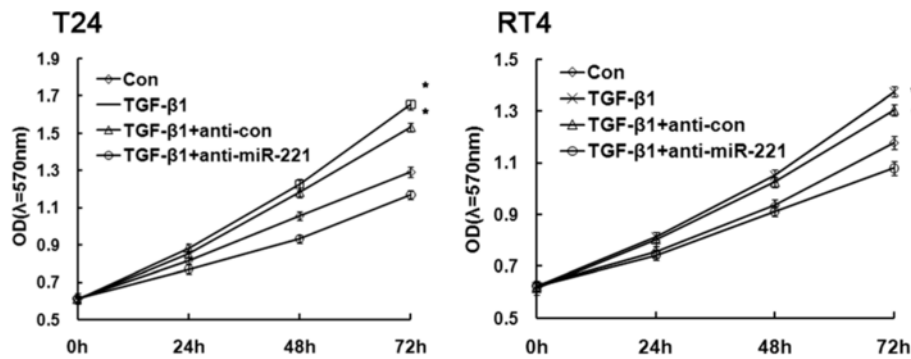 T24
RT4
OD(λ=570nm)
1.9
1.7
1.5
1.3
1.1
0.9
0.7
0.5
Con
TGF-β1
TGF-β1+anti-con
TGF-β1+anti-miR-221
*
*
0h 24h 48h 72h
OD(λ=570nm)
1.5
1.3
1.1
0.9
0.7
0.5
Con
TGF-β1
TGF-β1+anti-con
TGF-β1+anti-miR-221
0h 24h 48h 72h